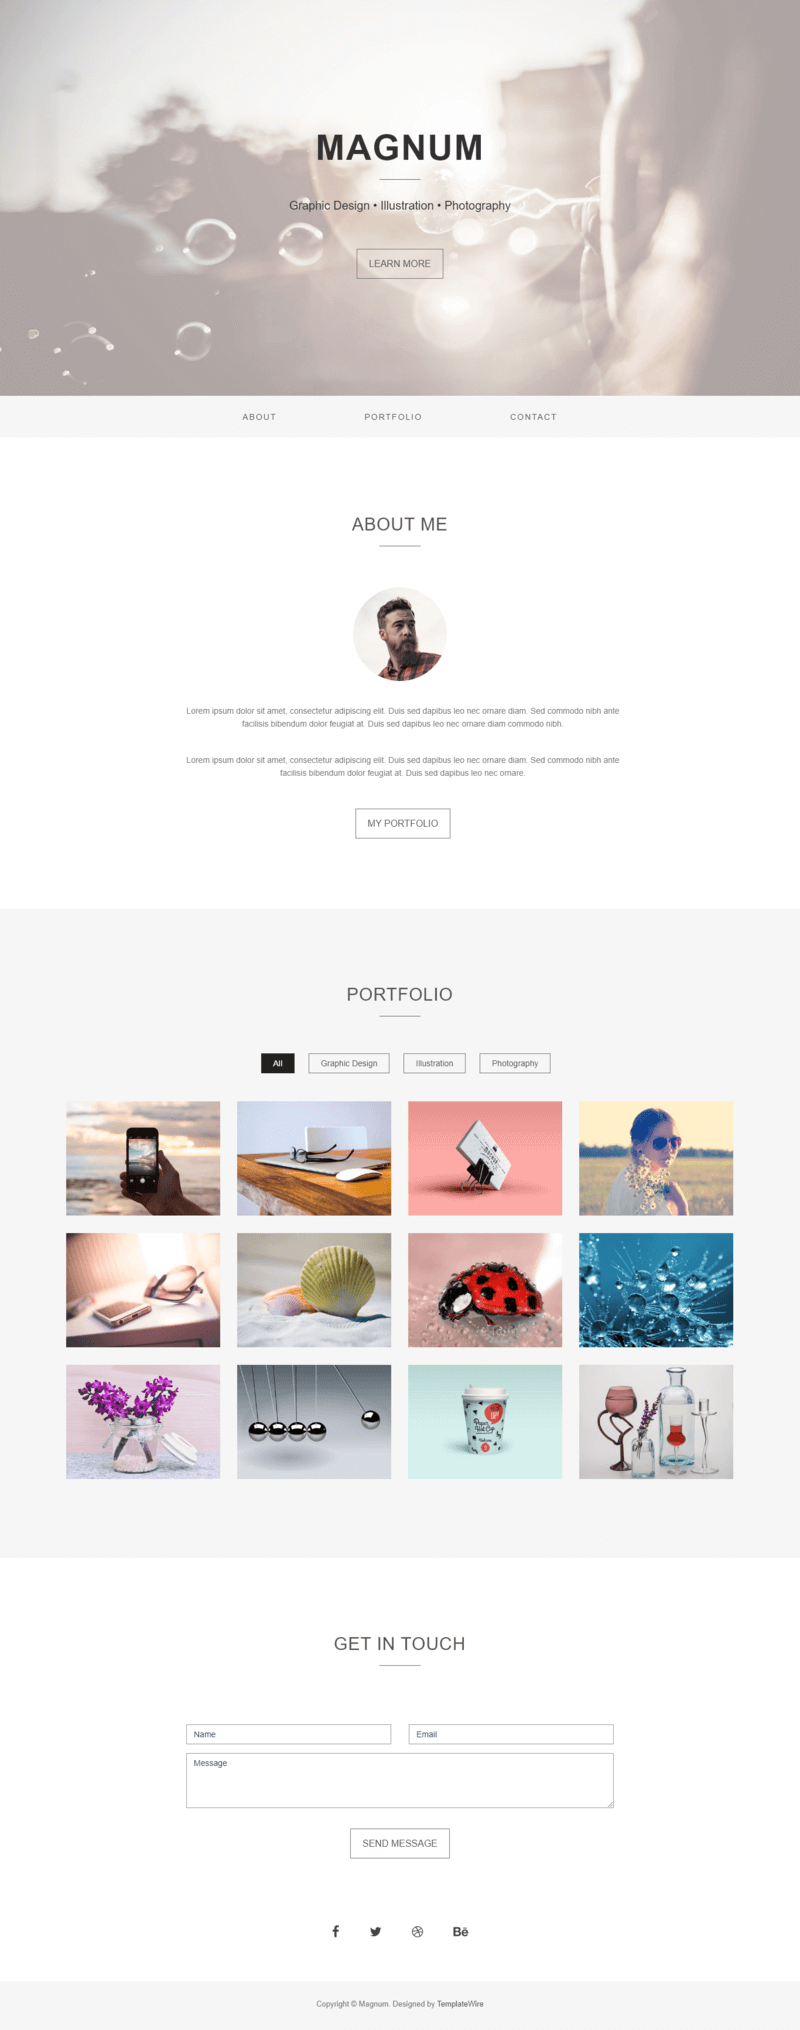 MAGNUM
Graphic Design • Illustration • Photography
LEARN MORE
ABOUT
PORTFOLIO
CONTACT
ABOUT ME
Lorem ipsum dolor sit amet, consectetur adipiscing elit. Duis sed dapibus leo nec ornare diam. Sed commodo nibh ante
facilisis bibendum dolor feugiat at. Duis sed dapibus leo nec ornare diam commodo nibh.
Lorem ipsum dolor sit amet, consectetur adipiscing elit. Duis sed dapibus leo nec ornare diam. Sed commodo nibh ante
facilisis bibendum dolor feugiat at. Duis sed dapibus leo nec ornare.
MY PORTFOLIO
PORTFOLIO
All
Graphic Design
Illustration
Photography
Paper
Hot Cup
GET IN TOUCH
Name
Email
Message
SEND MESSAGE
Bē
Copyright © Magnum. Designed by TemplateWire